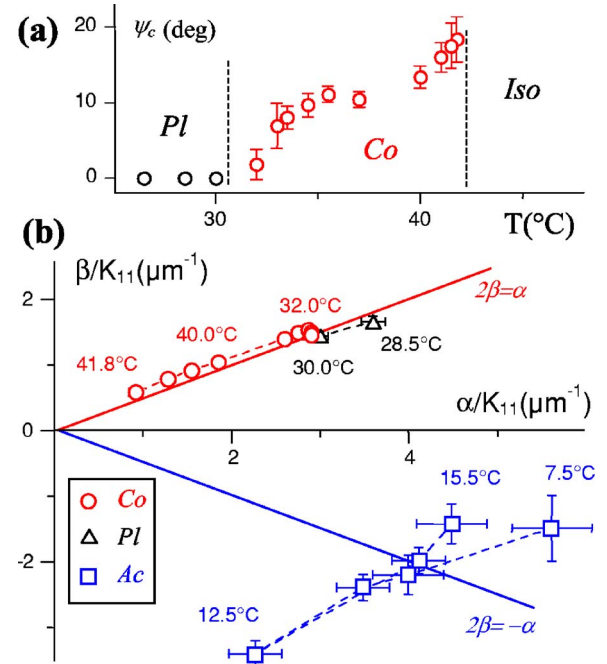 (a)
ψc (deg)
20
10
0
Pl
Co
Iso
30
40
T(°C)
(b)
β/K11(μm-1)
2
0
-2
32.0°C
2β=α
40.0°C
41.8°C
30.0°C
28.5°C
α/K11(μm-1)
2
4
15.5°C
7.5°C
Co
Pl
Ac
12.5°C
2β=-α